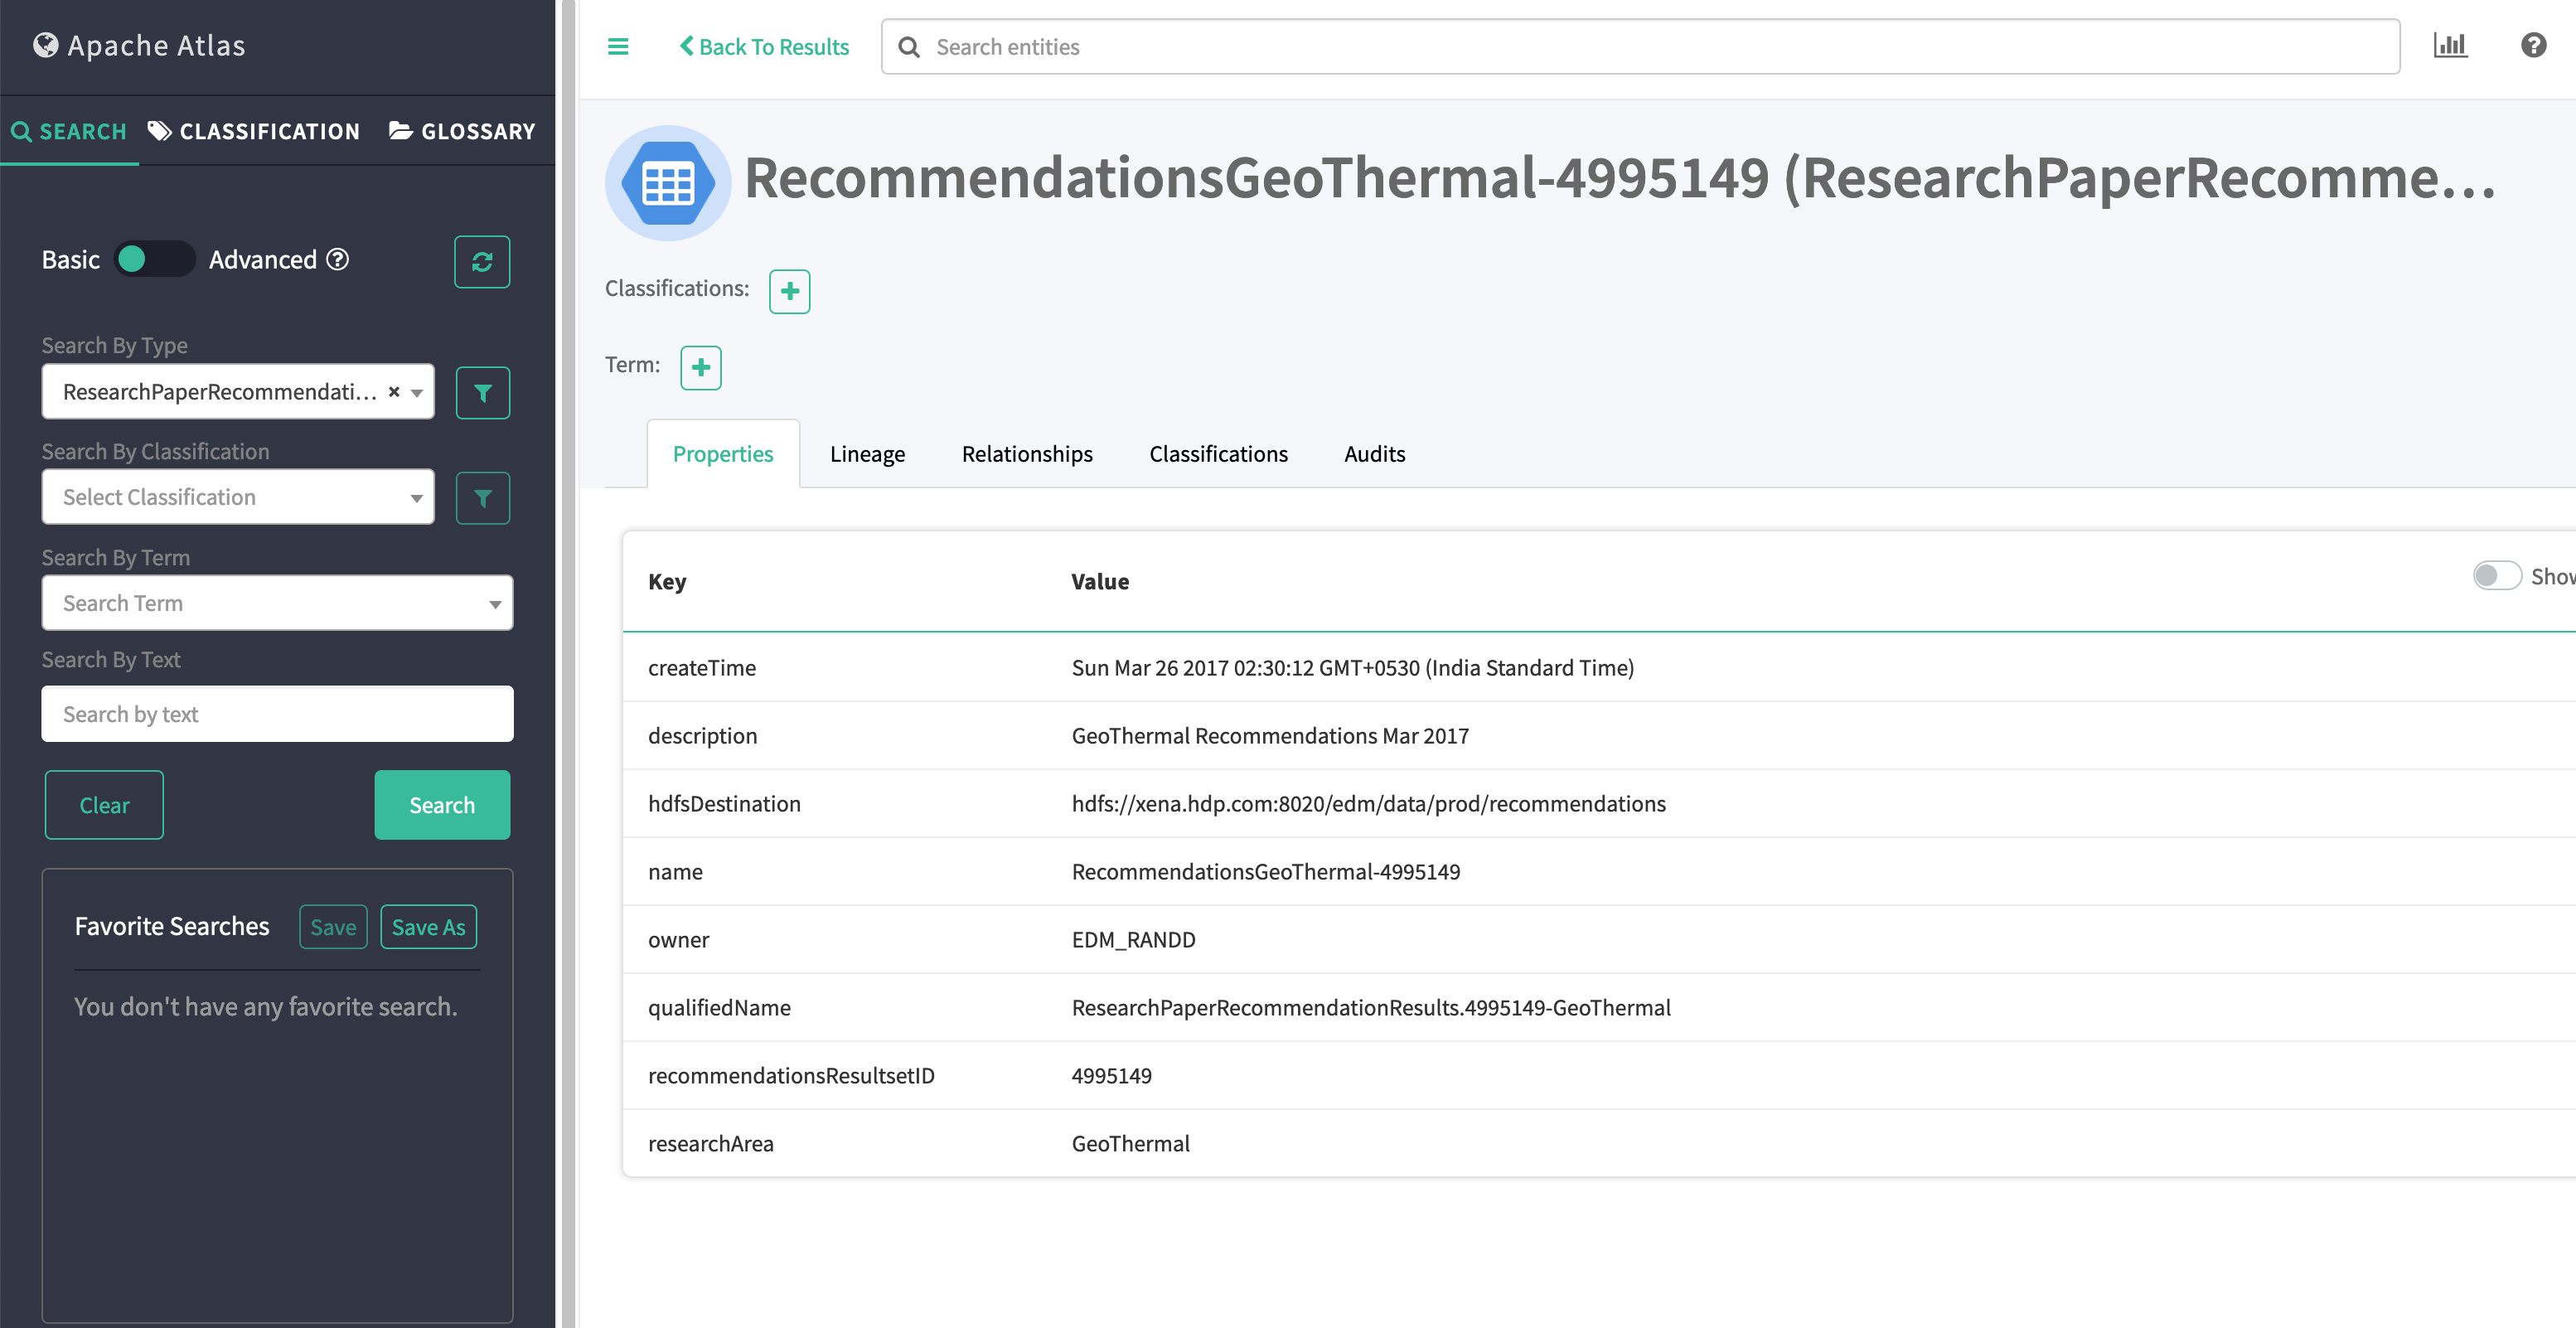 Apache Atlas
SEARCH CLASSIFICATION GLOSSARY
Basic Advanced
Search By Type
ResearchPaperRecommendati... ×
Search By Classification
Select Classification
Search By Term
Search Term
Search By Text
Search by text
Clear Search
Favorite Searches Save Save As
You don't have any favorite search.
Back To Results Search entities
RecommendationsGeoThermal-4995149 (ResearchPaperRecomme...
Classifications:
Term:
Properties Lineage Relationships Classifications Audits
Key Value Show
createTime Sun Mar 26 2017 02:30:12 GMT+0530 (India Standard Time)
description GeoThermal Recommendations Mar 2017
hdfsDestination hdfs://xena.hdp.com:8020/edm/data/prod/recommendations
name RecommendationsGeoThermal-4995149
owner EDM_RANDD
qualifiedName ResearchPaperRecommendationResults.4995149-GeoThermal
recommendationsResultsetID 4995149
researchArea GeoThermal